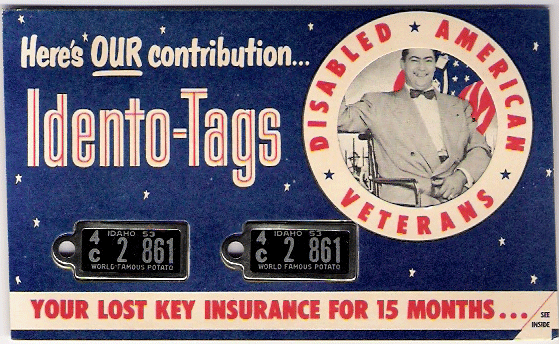 Here's OUR contribution...
Idento-Tags
DISABLED AMERICAN
VETERANS
IDAHO 53
4 C 2 861
WORLD FAMOUS POTATO
IDAHO 53
4 C 2 861
WORLD FAMOUS POTATO
YOUR LOST KEY INSURANCE FOR 15 MONTHS...
SEE
INSIDE